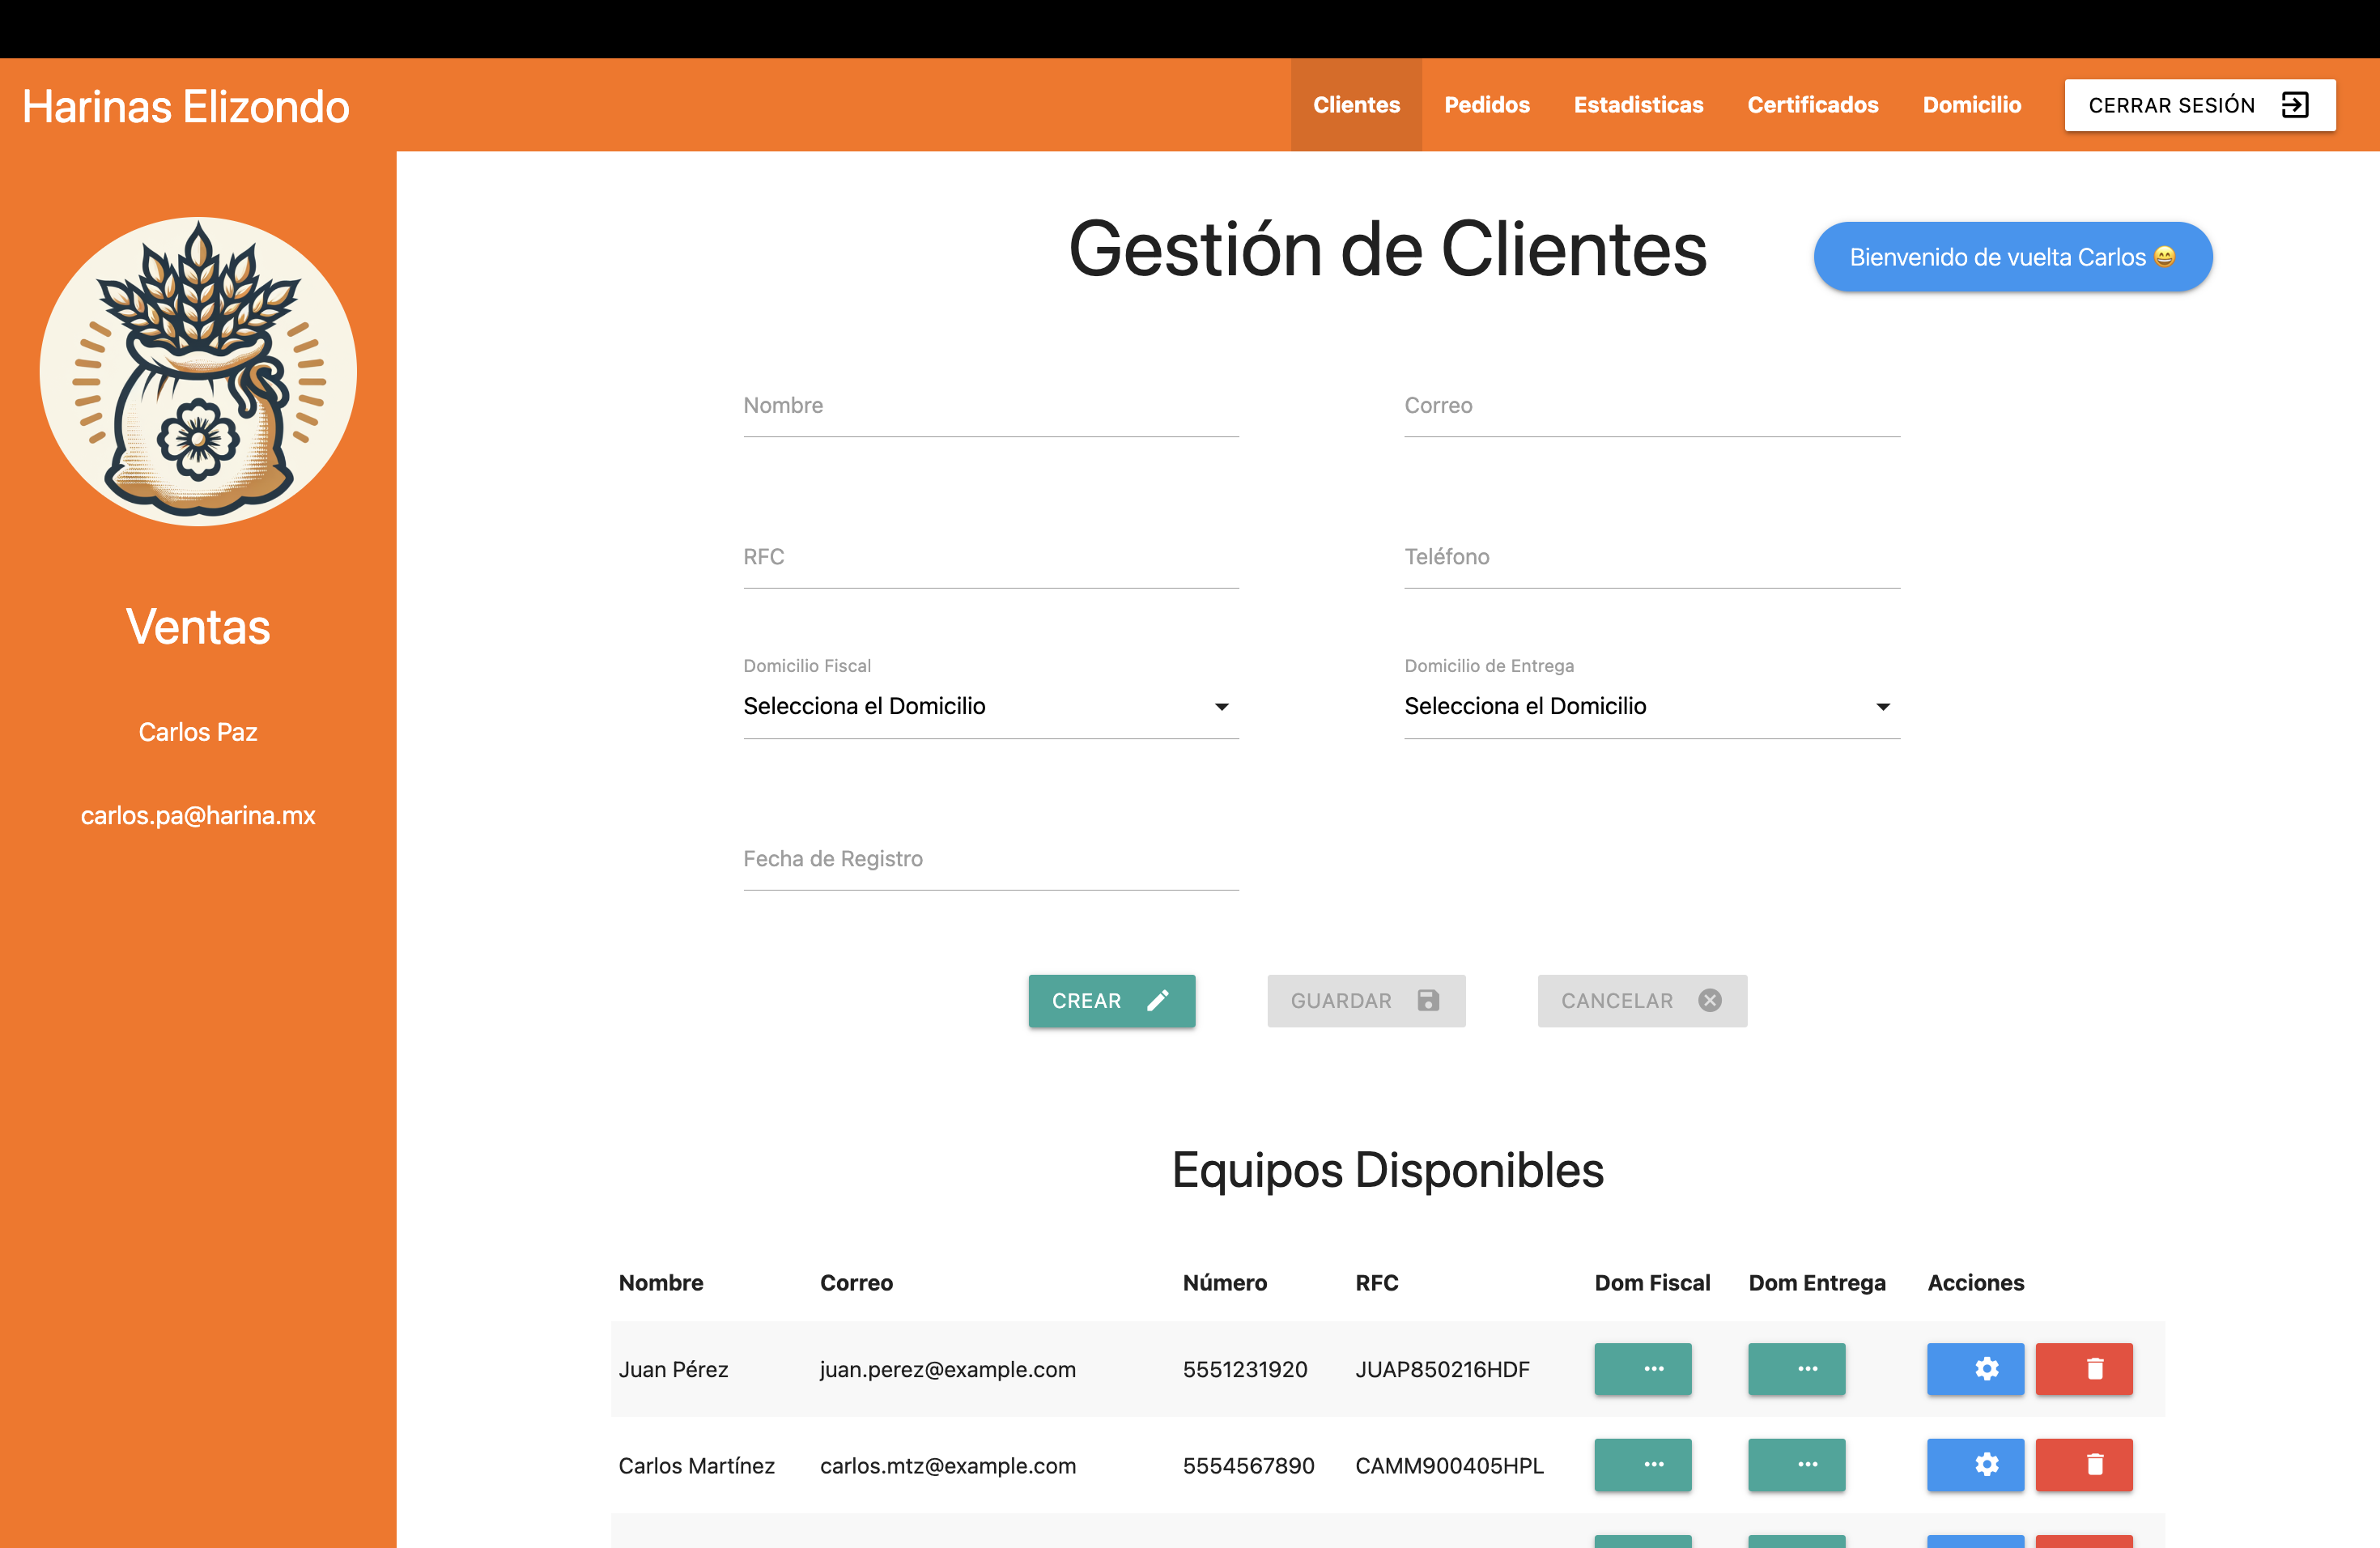 Harinas Elizondo
Clientes Pedidos Estadisticas Certificados Domicilio CERRAR SESIÓN
Gestión de Clientes
Bienvenido de vuelta Carlos 😄
Ventas
Carlos Paz
carlos.pa@harina.mx
Nombre Correo
RFC Teléfono
Domicilio Fiscal Domicilio de Entrega
Selecciona el Domicilio Selecciona el Domicilio
Fecha de Registro
CREAR GUARDAR CANCELAR
Equipos Disponibles
Nombre Correo Número RFC Dom Fiscal Dom Entrega Acciones
Juan Pérez juan.perez@example.com 5551231920 JUAP850216HDF
Carlos Martínez carlos.mtz@example.com 5554567890 CAMM900405HPL